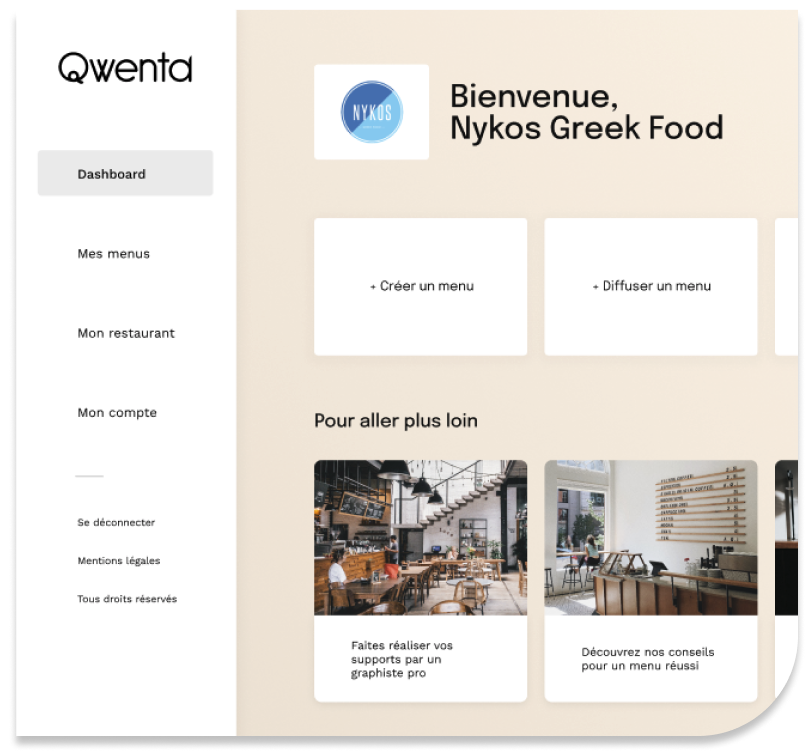 Qwenta
Dashboard
Mes menus
Mon restaurant
Mon compte
Se déconnecter
Mentions légales
Tous droits réservés
NYKOS
Bienvenue,
Nykos Greek Food
+ Créer un menu
+ Diffuser un menu
Pour aller plus loin
Faites réaliser vos
supports par un
graphiste pro
Découvrez nos conseils
pour un menu réussi